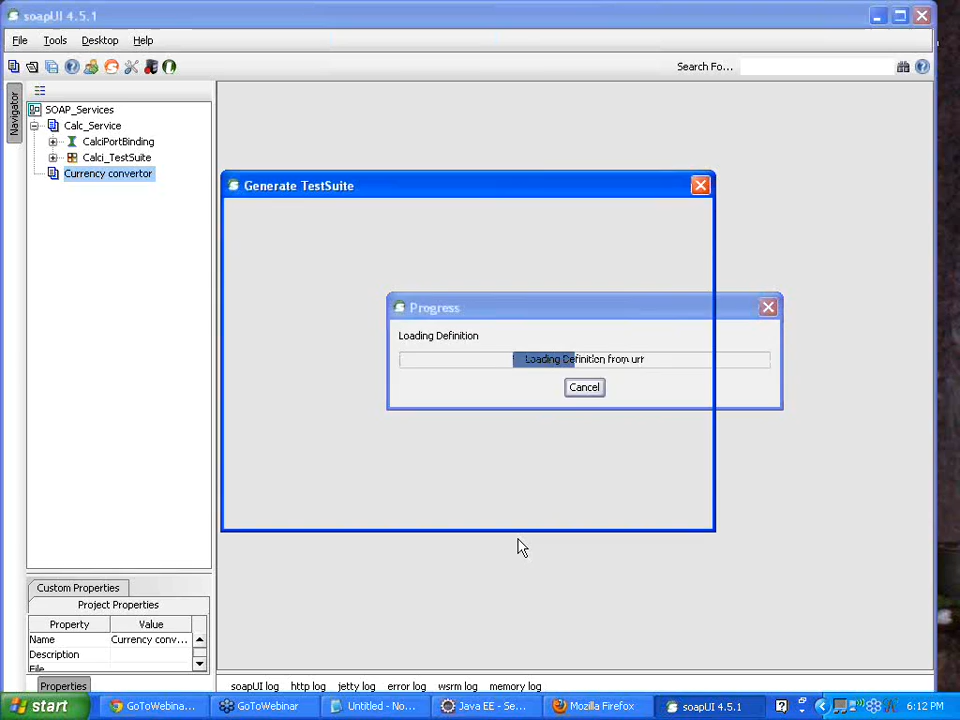 soapUI 4.5.1
File Tools Desktop Help
Search Fo...
Navigator
SOAP_Services
Calc_Service
CalciPortBinding
Calci_TestSuite
Currency convertor
Generate TestSuite
Progress
Loading Definition
Loading Definition from url
Cancel
Custom Properties
Project Properties
Property Value
Name Currency conv...
Description
File
Properties
soapUI log http log jetty log error log wsrm log memory log
start GoToWebina... GoToWebinar Untitled - No... Java EE - Se... Mozilla Firefox soapUI 4.5.1 6:12 PM